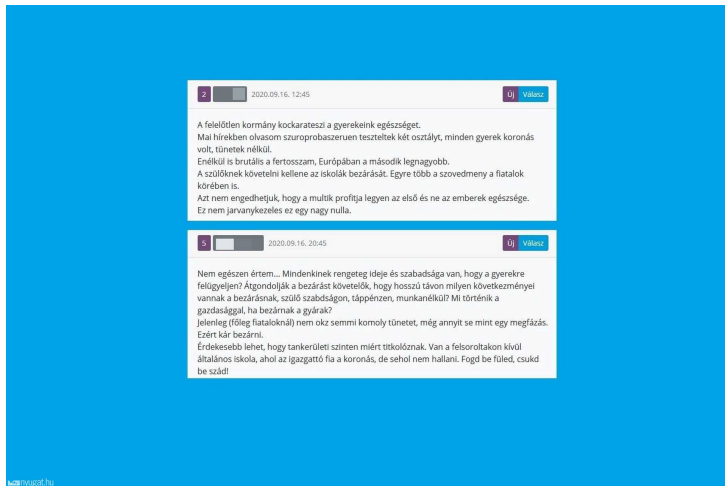 2 2020.09.16. 12:45 Új Válasz
A felelőtlen kormány kockarateszi a gyerekeink egészséget.
Mai hírekben olvasom szuroprobaszeruen teszteltek két osztályt, minden gyerek koronás
volt, tünetek nélkül.
Enélkül is brutális a fertosszam, Európában a második legnagyobb.
A szülőknek követelni kellene az iskolák bezárását. Egyre több a szovedmeny a fiatalok
körében is.
Azt nem engedhetjuk, hogy a multik profitja legyen az első és ne az emberek egészsége.
Ez nem jarvanykezeles ez egy nagy nulla.
5 2020.09.16. 20:45 Új Válasz
Nem egészen értem... Mindenkinek rengeteg ideje és szabadsága van, hogy a gyerekre
felügyeljen? Átgondolják a bezárást követelők, hogy hosszú távon milyen következményei
vannak a bezárásnak, szülő szabdságon, táppénzen, munkanélkül? Mi történik a
gazdasággal, ha bezárnak a gyárak?
Jelenleg (főleg fiataloknál) nem okz semmi komoly tünetet, még annyit se mint egy megfázás.
Ezért kár bezárni.
Érdekesebb lehet, hogy tankerületi szinten miért titkolóznak. Van a felsoroltakon kívül
általános iskola, ahol az igazgattó fia a koronás, de sehol nem hallani. Fogd be füled, csukd
be szád!
nyugat.hu